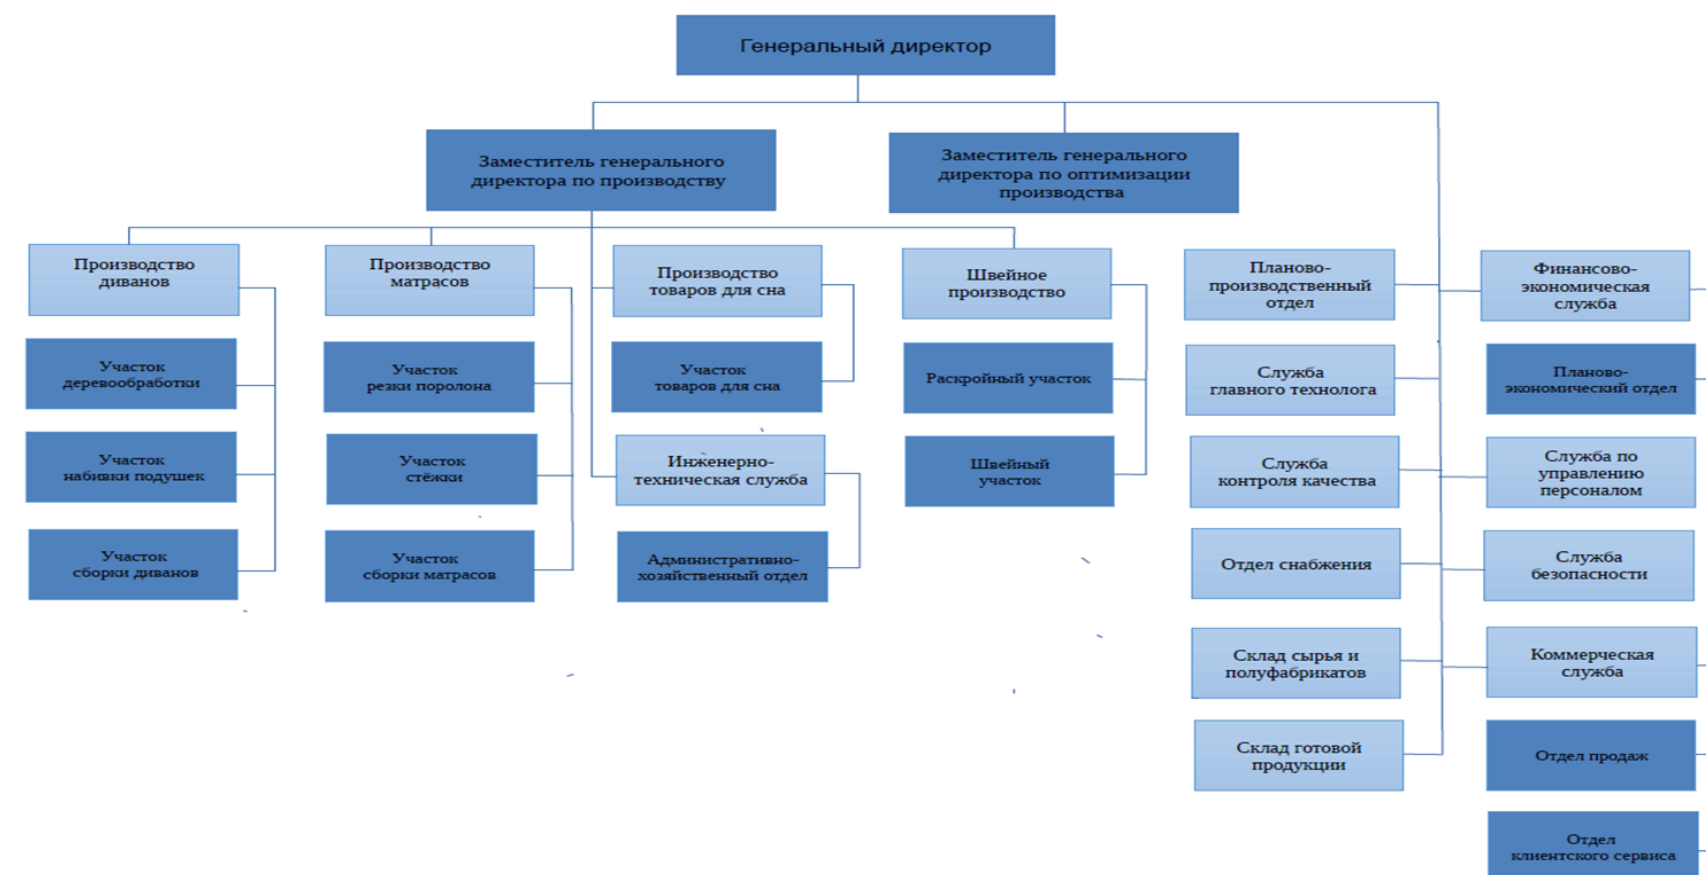 Генеральный директор
Заместитель генерального
директора по производству
Заместитель генерального
директора по оптимизации
производства
Производство
диванов
Участок
деревообработки
Участок
набивки подушек
Участок
сборки диванов
Производство
матрасов
Участок
резки поролона
Участок
стёжки
Участок
сборки матрасов
Производство
товаров для сна
Участок
товаров для сна
Инженерно-
техническая служба
Административно-
хозяйственный отдел
Швейное
производство
Раскройный участок
Швейный
участок
Планово-
производственный
отдел
Служба
главного технолога
Служба
контроля качества
Отдел снабжения
Склад сырья и
полуфабрикатов
Склад готовой
продукции
Финансово-
экономическая
служба
Планово-
экономический отдел
Служба по
управлению
персоналом
Служба
безопасности
Коммерческая
служба
Отдел продаж
Отдел
клиентского сервиса